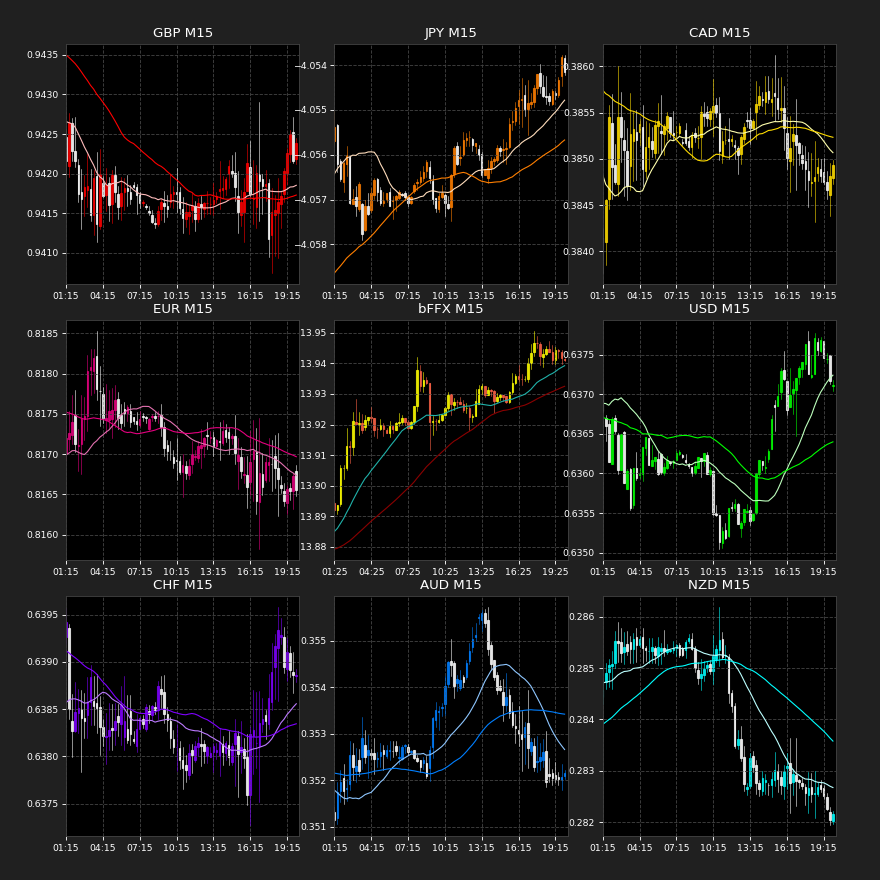 GBP M15
0.9435
0.9430
0.9425
0.9420
0.9415
0.9410
01:15 04:15 07:15 10:15 13:15 16:15 19:15
JPY M15
−4.054
−4.055
−4.056
−4.057
−4.058
01:15 04:15 07:15 10:15 13:15 16:15 19:15
CAD M15
0.3860
0.3855
0.3850
0.3845
0.3840
01:15 04:15 07:15 10:15 13:15 16:15 19:15
EUR M15
0.8185
0.8180
0.8175
0.8170
0.8165
0.8160
01:15 04:15 07:15 10:15 13:15 16:15 19:15
bFFX M15
13.95
13.94
13.93
13.92
13.91
13.90
13.89
13.88
01:25 04:25 07:25 10:25 13:25 16:25 19:25
USD M15
0.6375
0.6370
0.6365
0.6360
0.6355
0.6350
01:15 04:15 07:15 10:15 13:15 16:15 19:15
CHF M15
0.6395
0.6390
0.6385
0.6380
0.6375
01:15 04:15 07:15 10:15 13:15 16:15 19:15
AUD M15
0.355
0.354
0.353
0.352
0.351
01:15 04:15 07:15 10:15 13:15 16:15 19:15
NZD M15
0.286
0.285
0.284
0.283
0.282
01:15 04:15 07:15 10:15 13:15 16:15 19:15